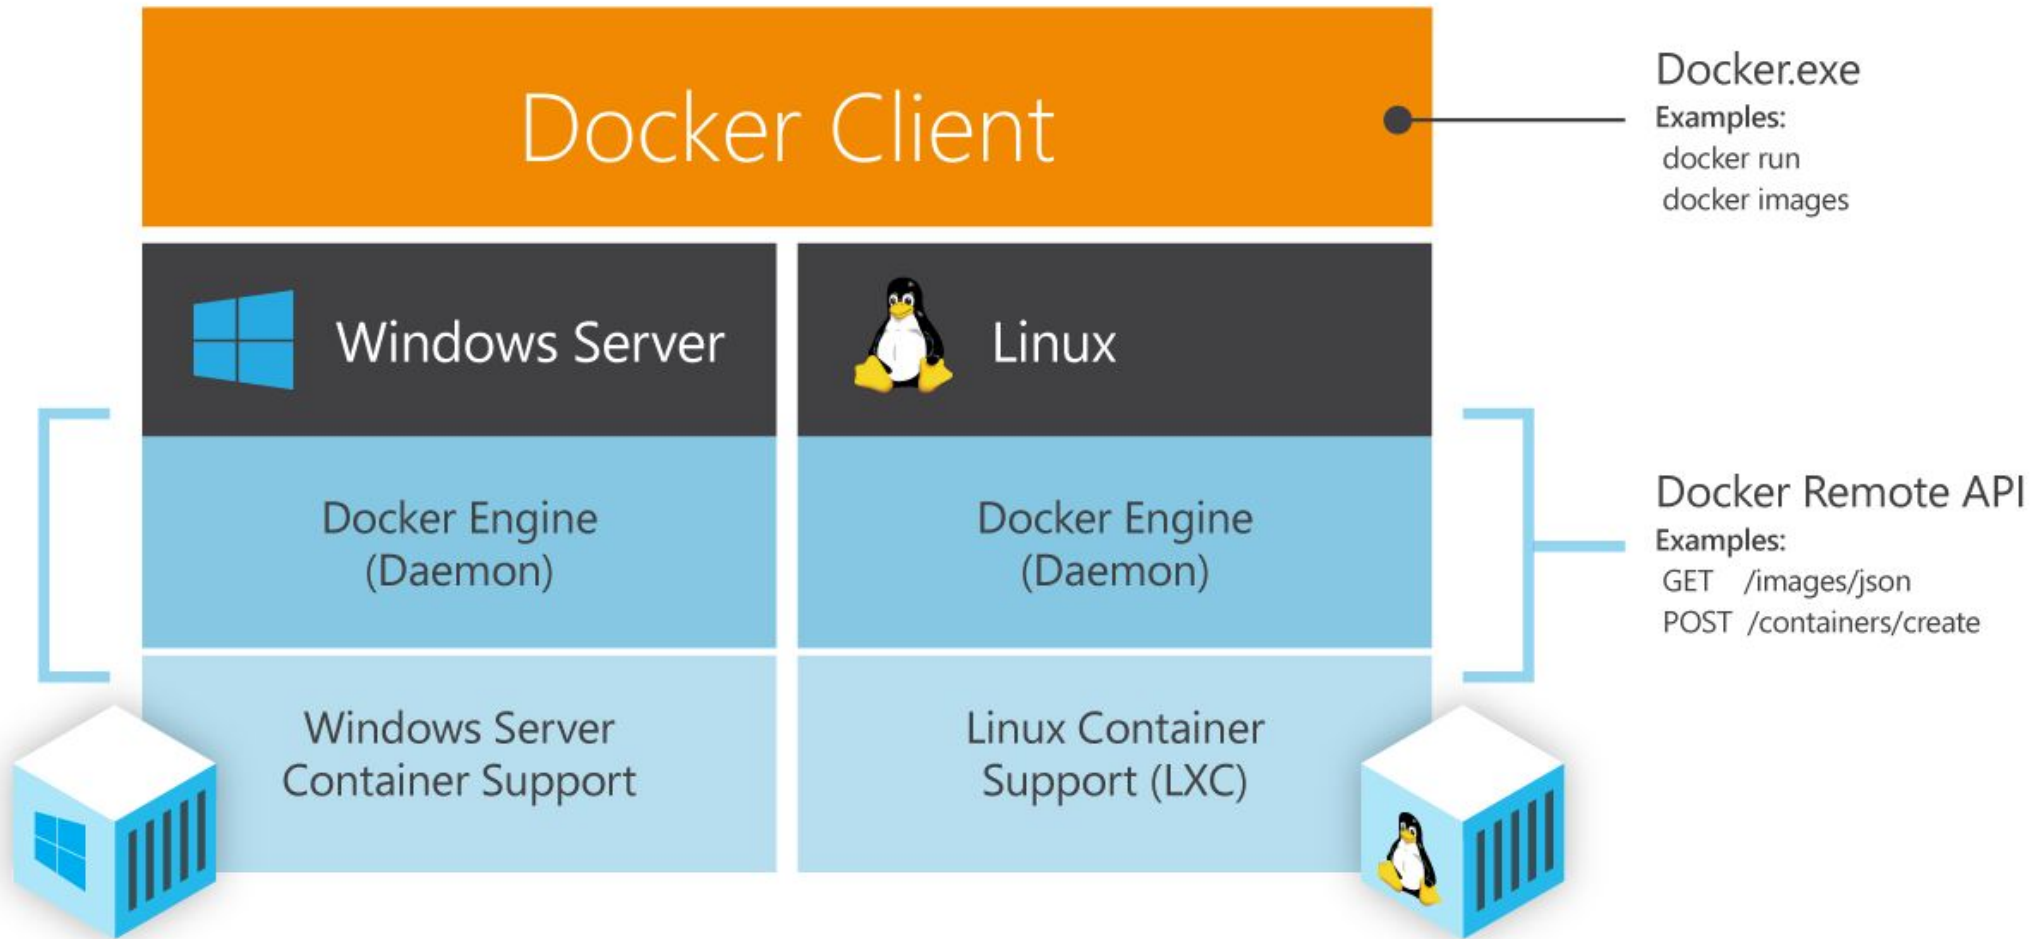 Docker Client
Docker.exe
Examples:
docker run
docker images
Windows Server
Linux
Docker Engine
(Daemon)
Docker Engine
(Daemon)
Docker Remote API
Examples:
GET /images/json
POST /containers/create
Windows Server
Container Support
Linux Container
Support (LXC)